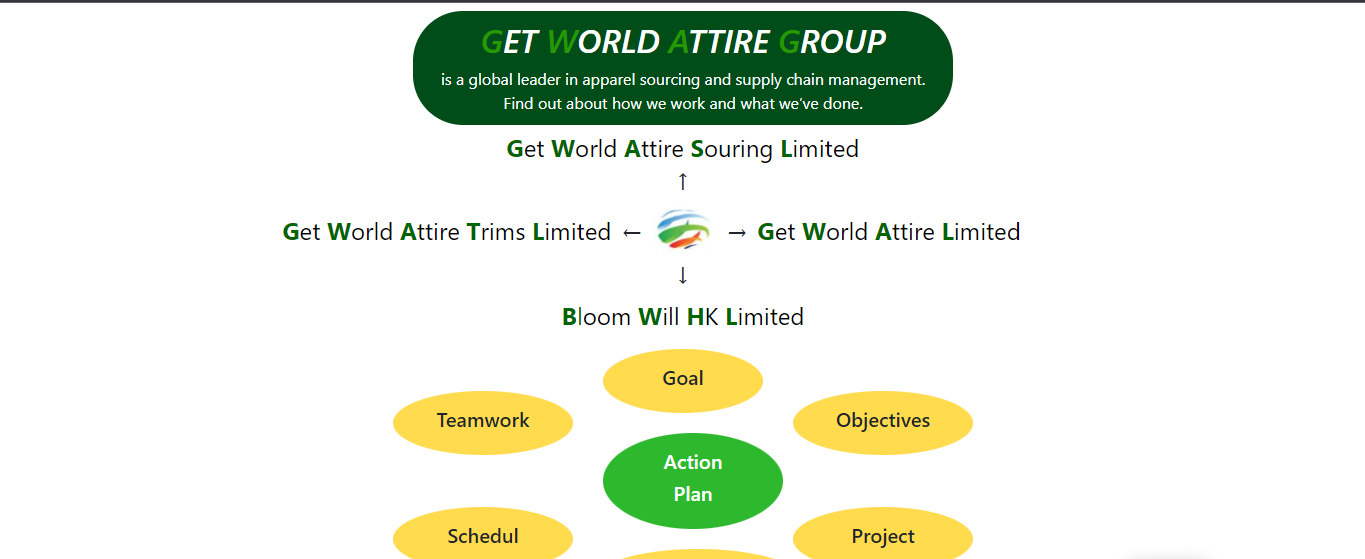 GET WORLD ATTIRE GROUP
is a global leader in apparel sourcing and supply chain management.
Find out about how we work and what we've done.
Get World Attire Souring Limited
↑
Get World Attire Trims Limited ← → Get World Attire Limited
↓
Bloom Will HK Limited
Goal
Teamwork
Objectives
Action
Plan
Schedul
Project